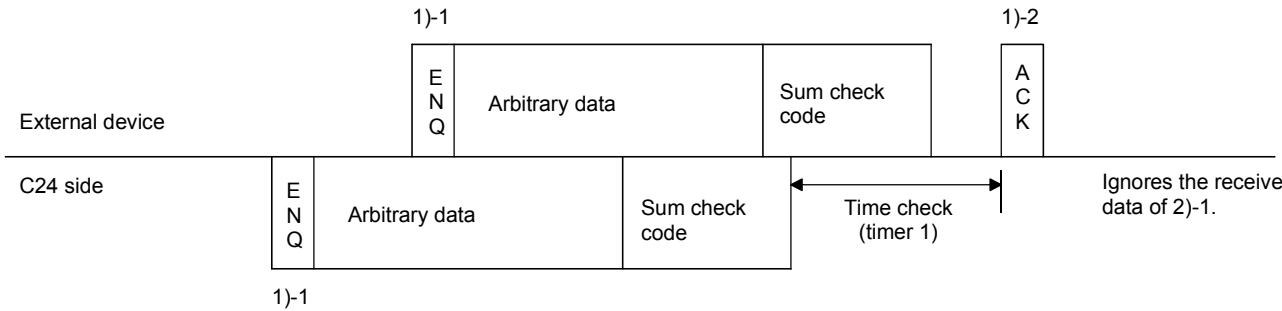 1)-1
1)-2
E
N
Q
Arbitrary data
Sum check
code
A
C
K
External device
C24 side
E
N
Q
Arbitrary data
Sum check
code
Time check
(timer 1)
Ignores the receive
data of 2)-1.
1)-1